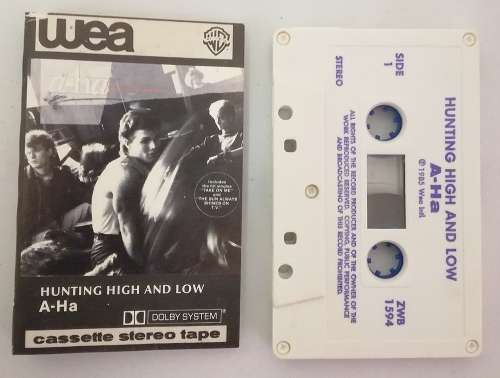 wea
a-ha
Includes
the hit singles
"TAKE ON ME"
and
"THE SUN ALWAYS
SHINES ON
T.V."
HUNTING HIGH AND LOW
A-Ha
DOLBY SYSTEM
cassette stereo tape
SIDE
1
STEREO
HUNTING HIGH AND LOW
A-Ha
℗ 1985 Wea Intl.
ALL RIGHTS OF THE RECORD PRODUCER AND OF THE OWNER OF THE
WORK REPRODUCED RESERVED. COPYING, PUBLIC PERFORMANCE
AND BROADCASTING OF THIS RECORD PROHIBITED.
ZWB
1594